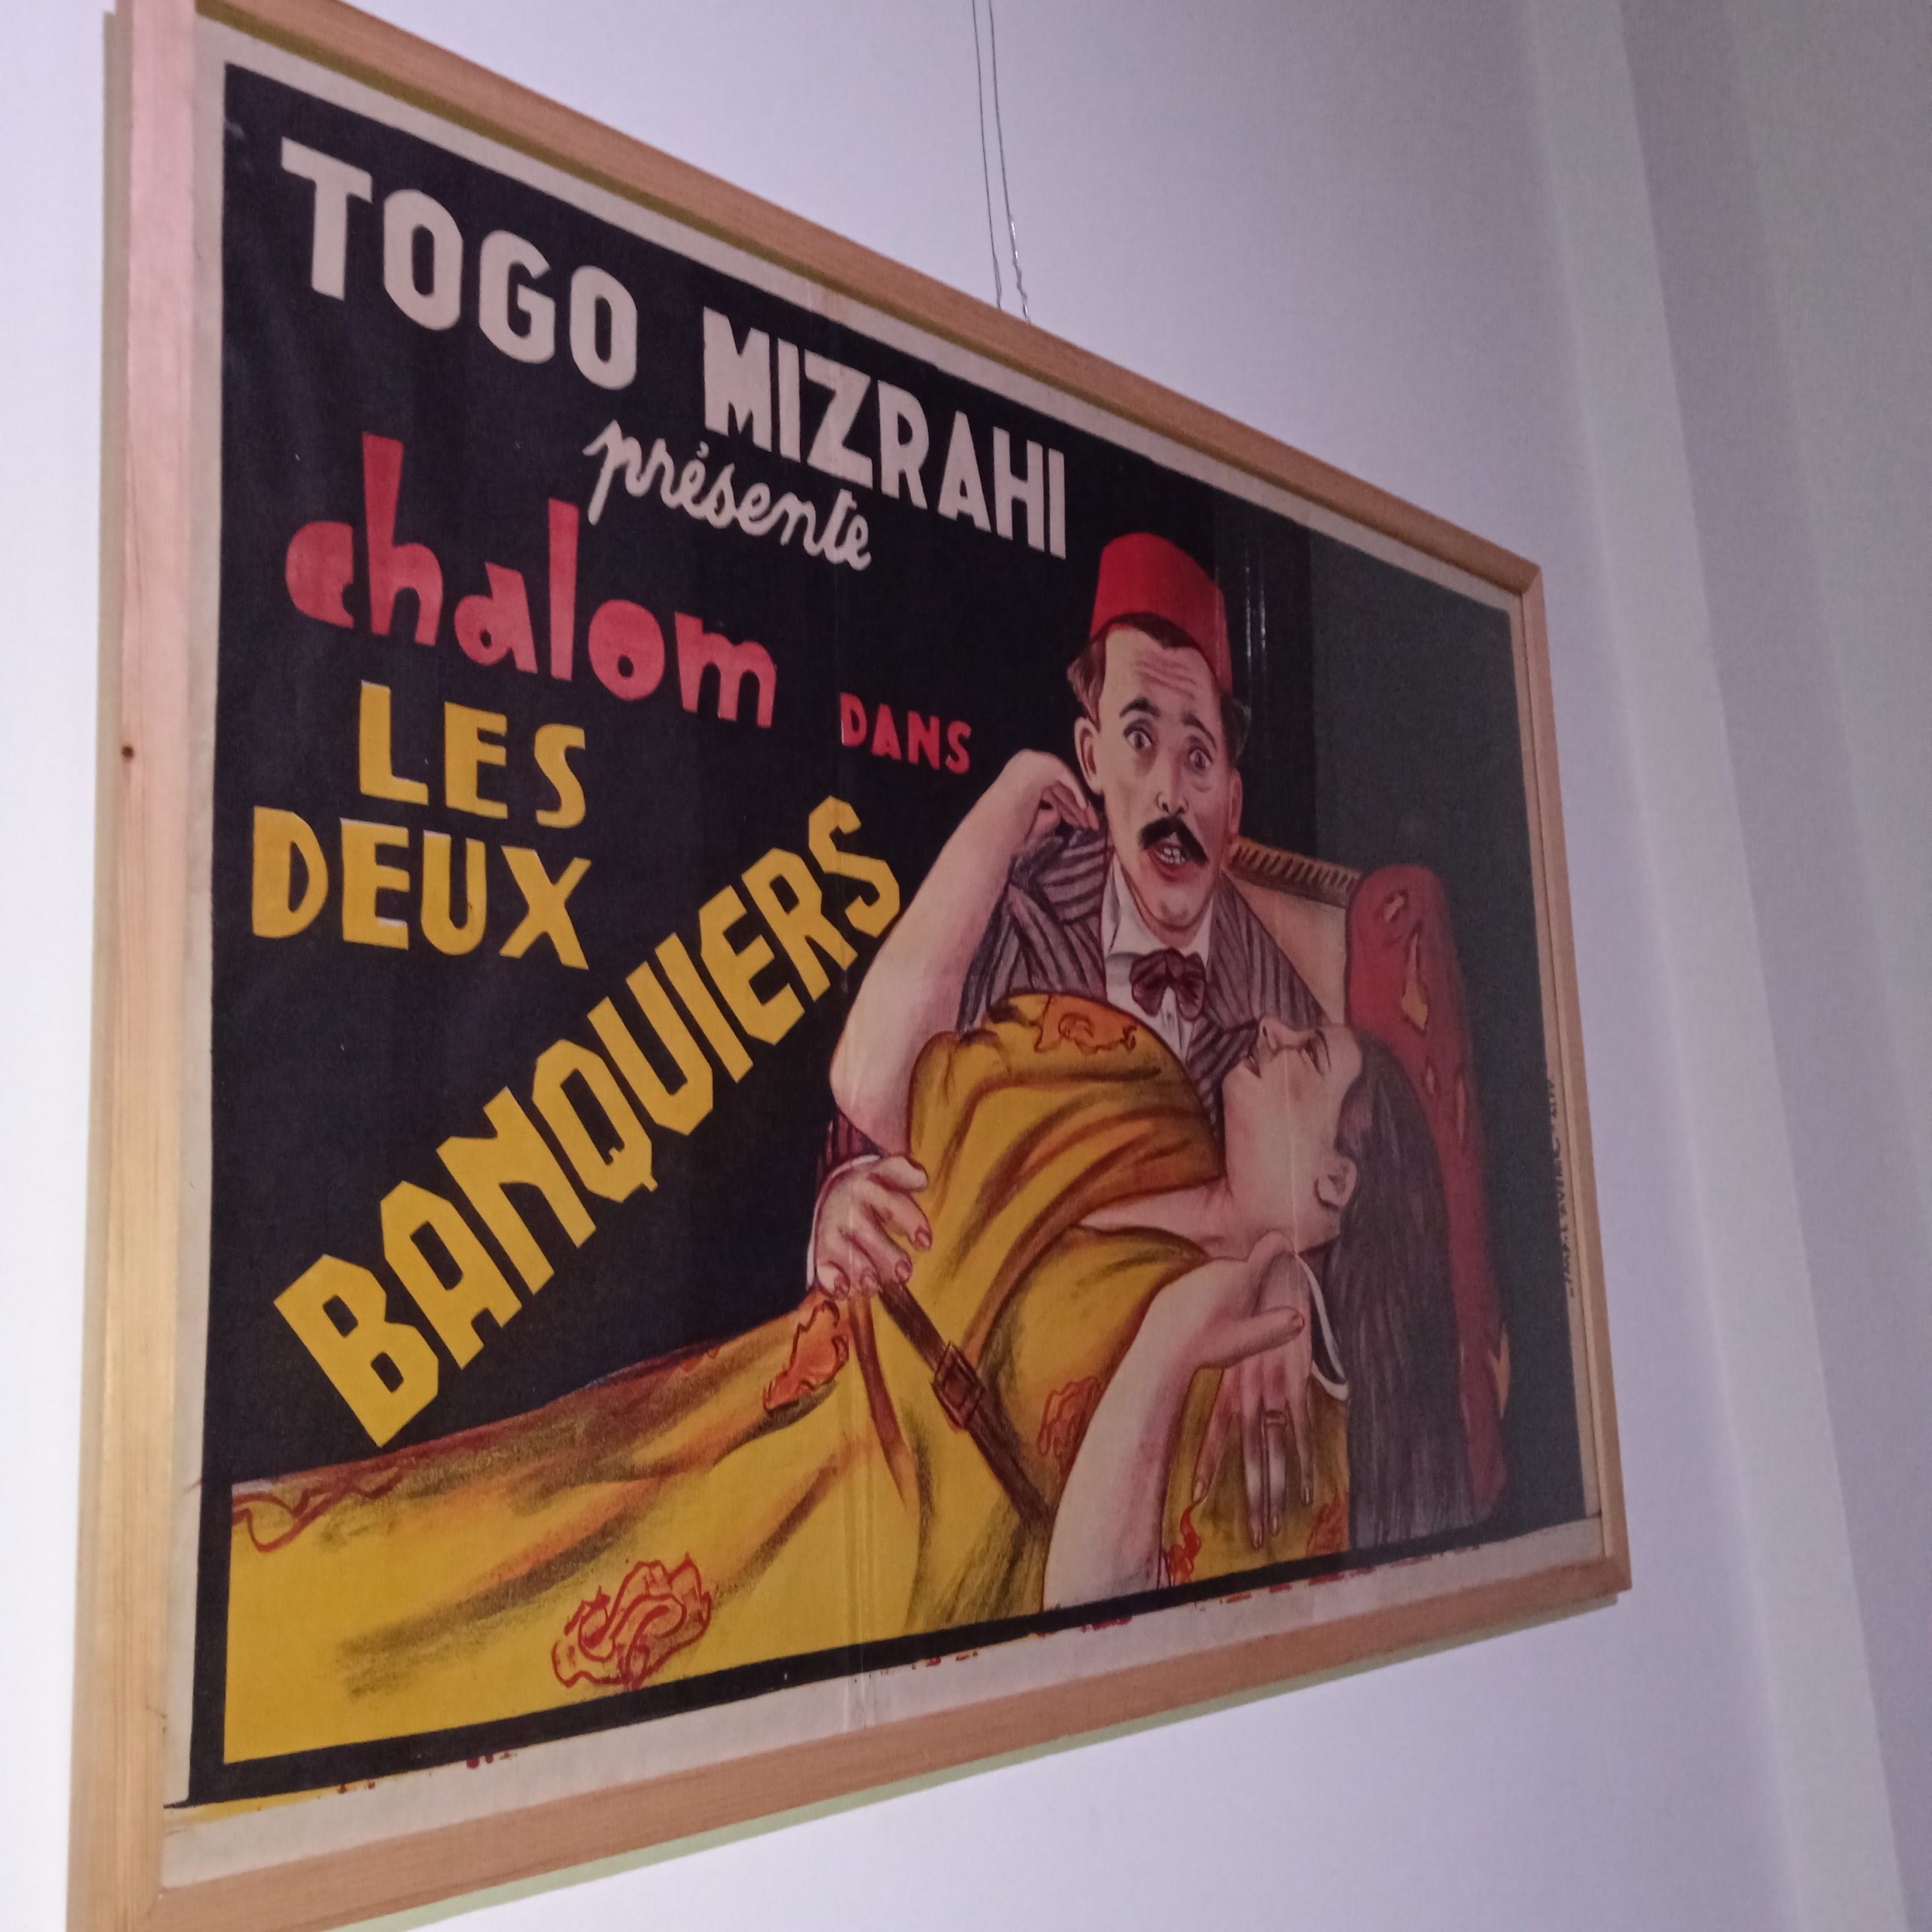 TOGO MIZRAHI
présente
chalom DANS
LES
DEUX
BANQUIERS